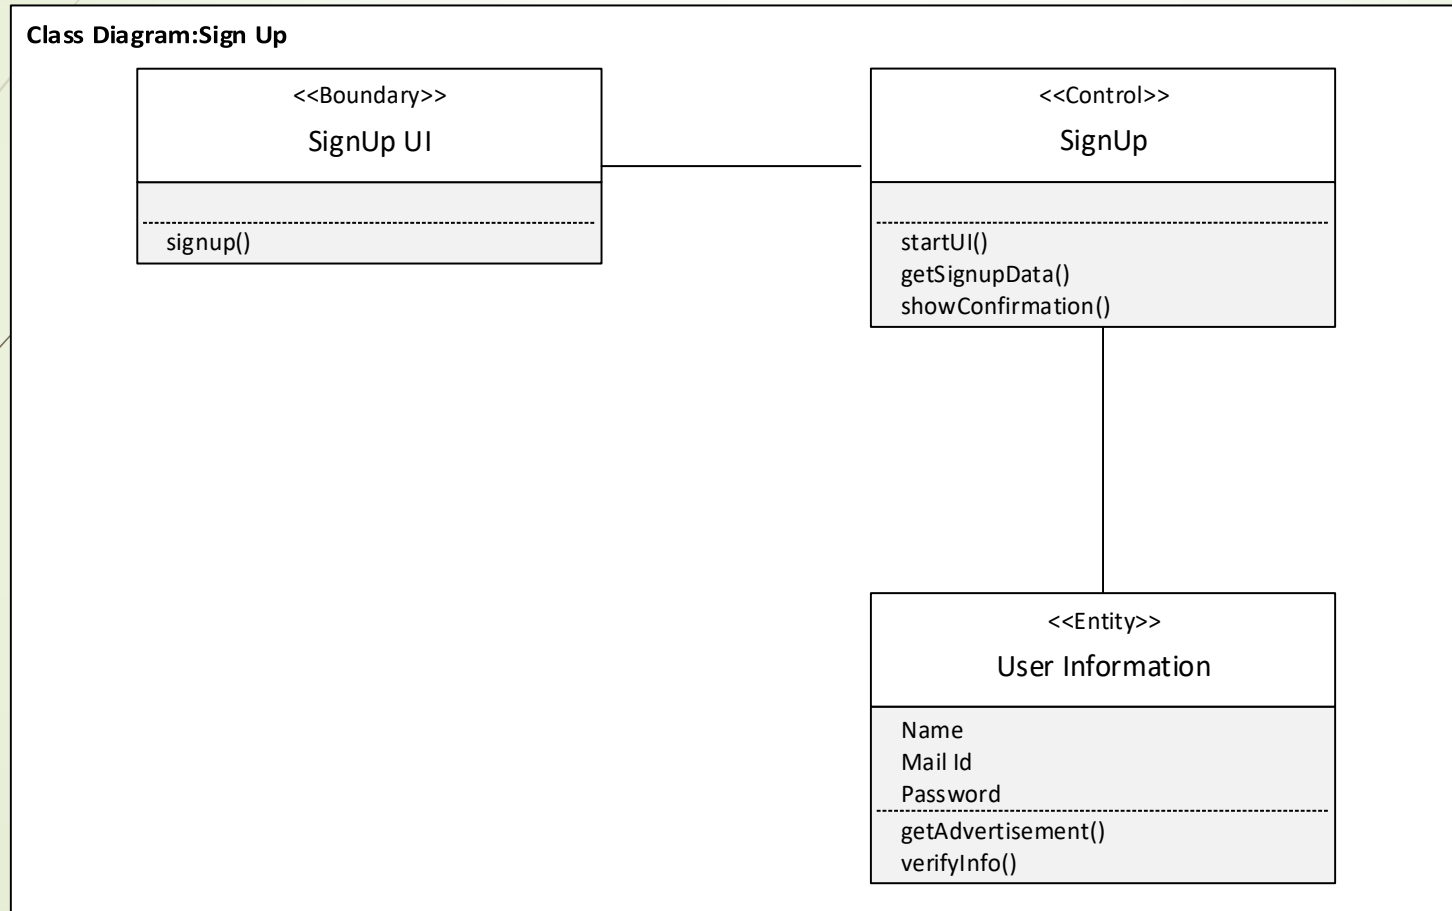 Class Diagram:Sign Up
<<Boundary>>
SignUp UI
signup()
<<Control>>
SignUp
startUI()
getSignupData()
showConfirmation()
<<Entity>>
User Information
Name
Mail Id
Password
getAdvertisement()
verifyInfo()